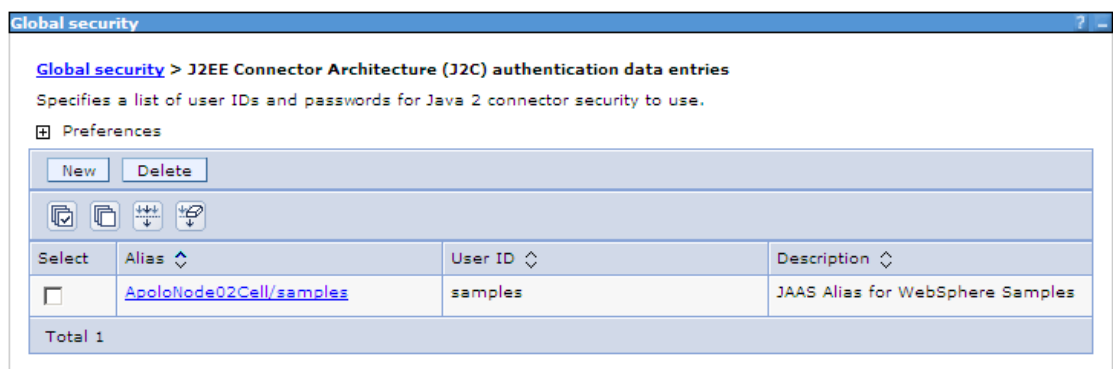 Global security ? –
Global security > J2EE Connector Architecture (J2C) authentication data entries
Specifies a list of user IDs and passwords for Java 2 connector security to use.
Preferences
New Delete
Select Alias User ID Description
ApoloNode02Cell/samples samples JAAS Alias for WebSphere Samples
Total 1